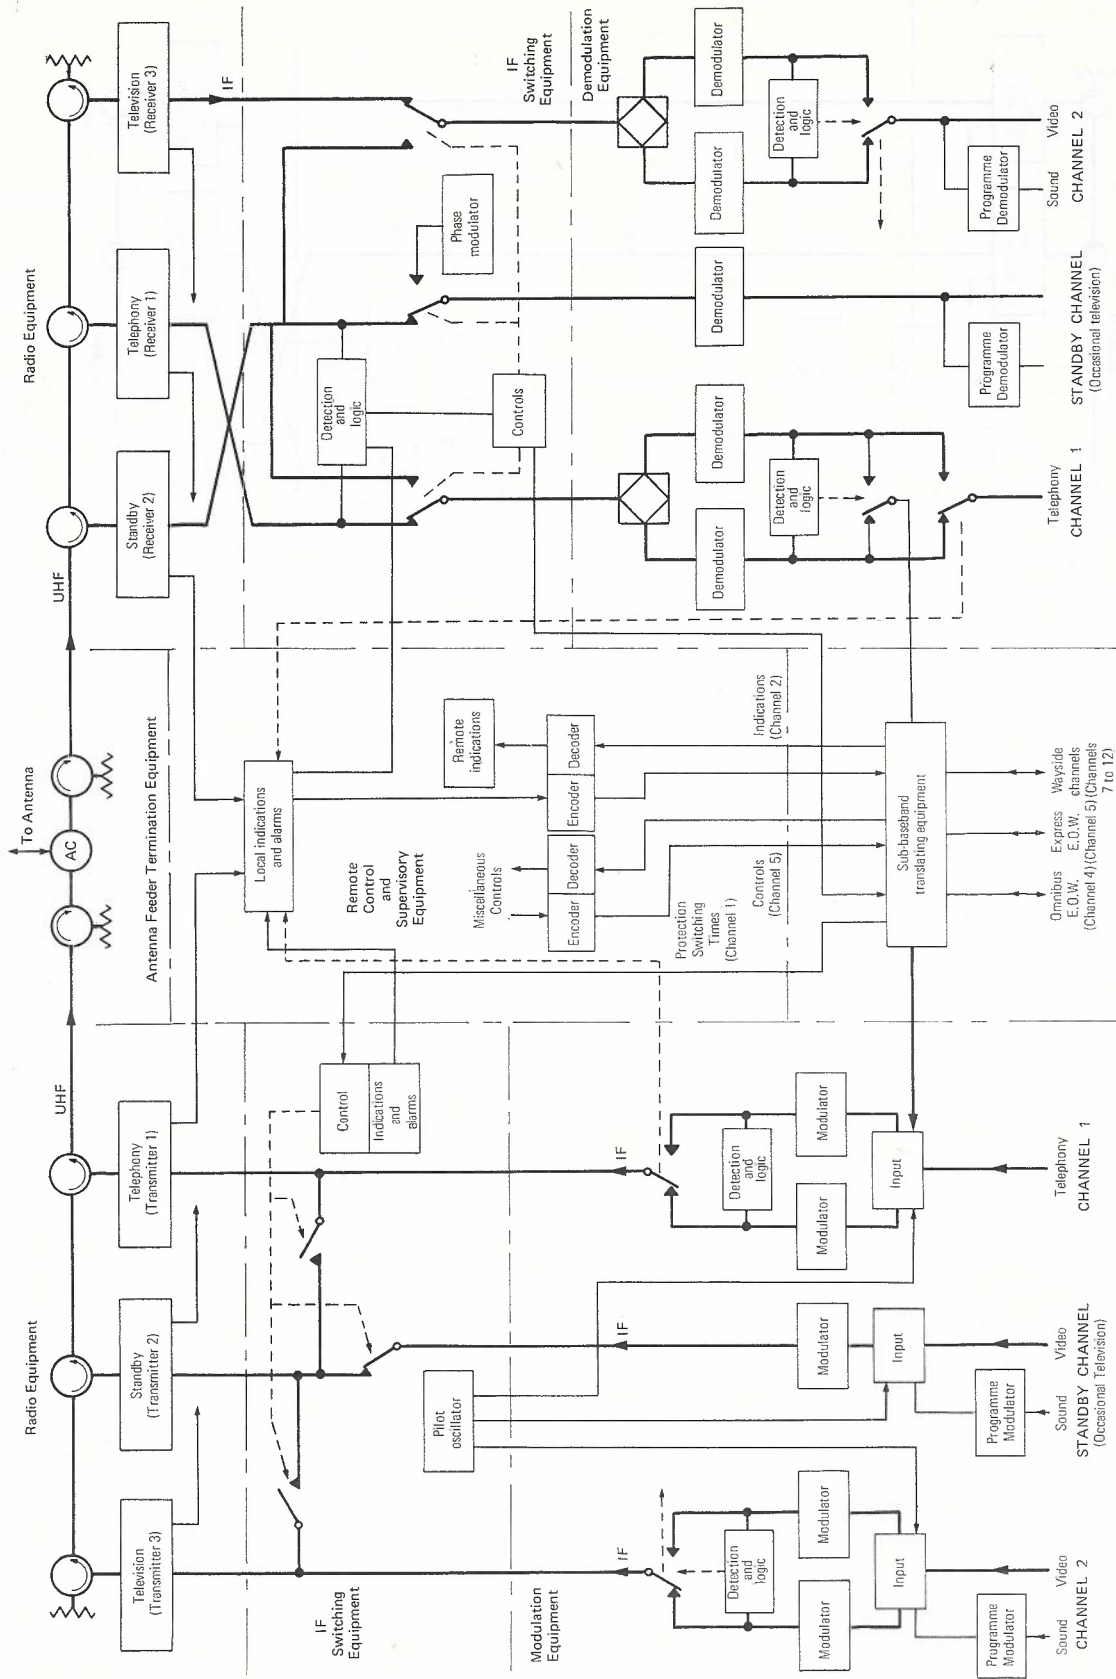 Radio Equipment
Television
(Transmitter 3)
Standby
(Transmitter 2)
Telephony
(Transmitter 1)
UHF
To Antenna
AC
Antenna Feeder Termination Equipment
UHF
Radio Equipment
Standby
(Receiver 2)
Telephony
(Receiver 1)
Television
(Receiver 3)
IF
IF
Switching
Equipment
Control
Indications
and
alarms
Local indications
and alarms
Remote
Control
and
Supervisory
Equipment
Remote
indications
Miscellaneous
Controls
Encoder
Decoder
Encoder
Decoder
Protection
Switching
Times
(Channel 1)
Controls
(Channel 5)
Indications
(Channel 2)
Detection
and
logic
Controls
Phase
modulator
IF
Switching
Equipment
Demodulation
Equipment
Modulation
Equipment
Pilot
oscillator
IF
IF
IF
Detection
and
logic
Modulator
Modulator
Input
Programme
Modulator
Sound
Video
CHANNEL 2
Modulator
Input
Programme
Modulator
Sound
Video
STANDBY CHANNEL
(Occasional Television)
Detection
and
logic
Modulator
Modulator
Input
Telephony
CHANNEL 1
Sub-baseband
translating equipment
Omnibus
E.O.W.
(Channel 4)
Express
E.O.W.
(Channel 5)
Wayside
channels
(Channels
7 to 12)
Demodulator
Demodulator
Detection
and
logic
Telephony
CHANNEL 1
Demodulator
Programme
Demodulator
STANDBY CHANNEL
(Occasional television)
Demodulator
Demodulator
Detection
and
logic
Programme
Demodulator
Sound
Video
CHANNEL 2